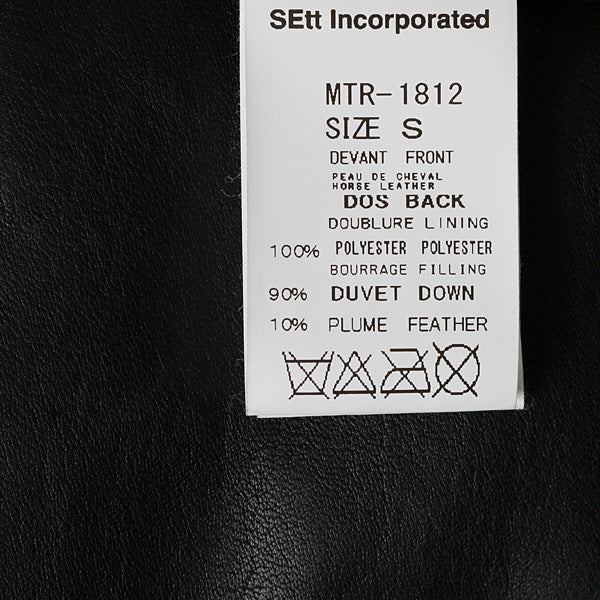 SEtt Incorporated
MTR-1812
SIZE S
DEVANT FRONT
PEAU DE CHEVAL
HORSE LEATHER
DOS BACK
DOUBLURE LINING
100% POLYESTER POLYESTER
BOURRAGE FILLING
90% DUVET DOWN
10% PLUME FEATHER